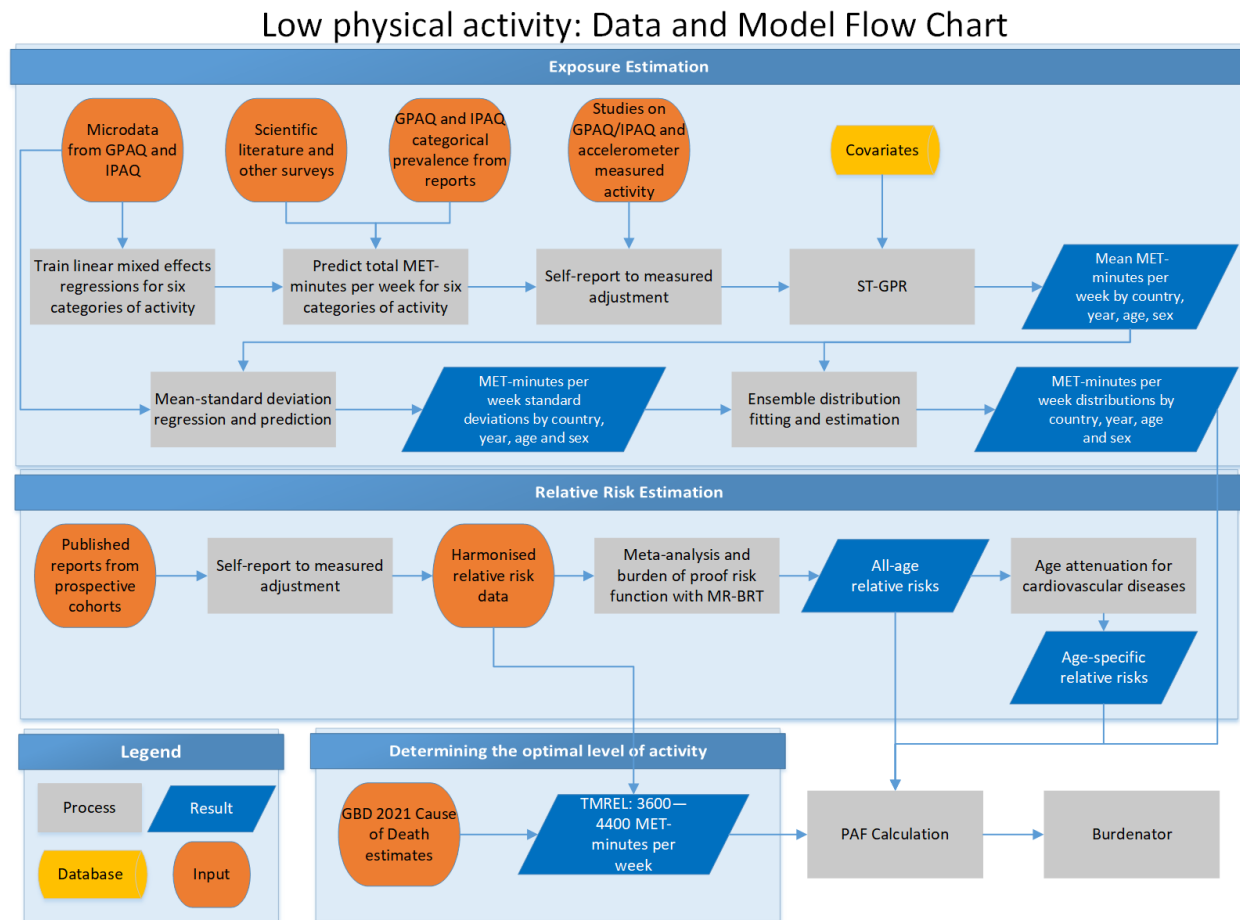 Low physical activity: Data and Model Flow Chart
Exposure Estimation
Microdata
from GPAQ and
IPAQ
Scientific
literature and
other surveys
GPAQ and IPAQ
categorical
prevalence from
reports
Studies on
GPAQ/IPAQ and
accelerometer
measured
activity
Covariates
Train linear mixed effects
regressions for six
categories of activity
Predict total MET-
minutes per week for six
categories of activity
Self-report to measured
adjustment
ST-GPR
Mean MET-
minutes per
week by country,
year, age, sex
Mean-standard deviation
regression and prediction
MET-minutes per
week standard
deviations by country,
year, age and sex
Ensemble distribution
fitting and estimation
MET-minutes per
week distributions by
country, year, age
and sex
Relative Risk Estimation
Published
reports from
prospective
cohorts
Self-report to measured
adjustment
Harmonised
relative risk
data
Meta-analysis and
burden of proof risk
function with MR-BRT
All-age
relative risks
Age attenuation for
cardiovascular diseases
Age-specific
relative risks
Legend
Process
Result
Database
Input
Determining the optimal level of activity
GBD 2021 Cause
of Death
estimates
TMREL: 3600—
4400 MET-
minutes per
week
PAF Calculation
Burdenator